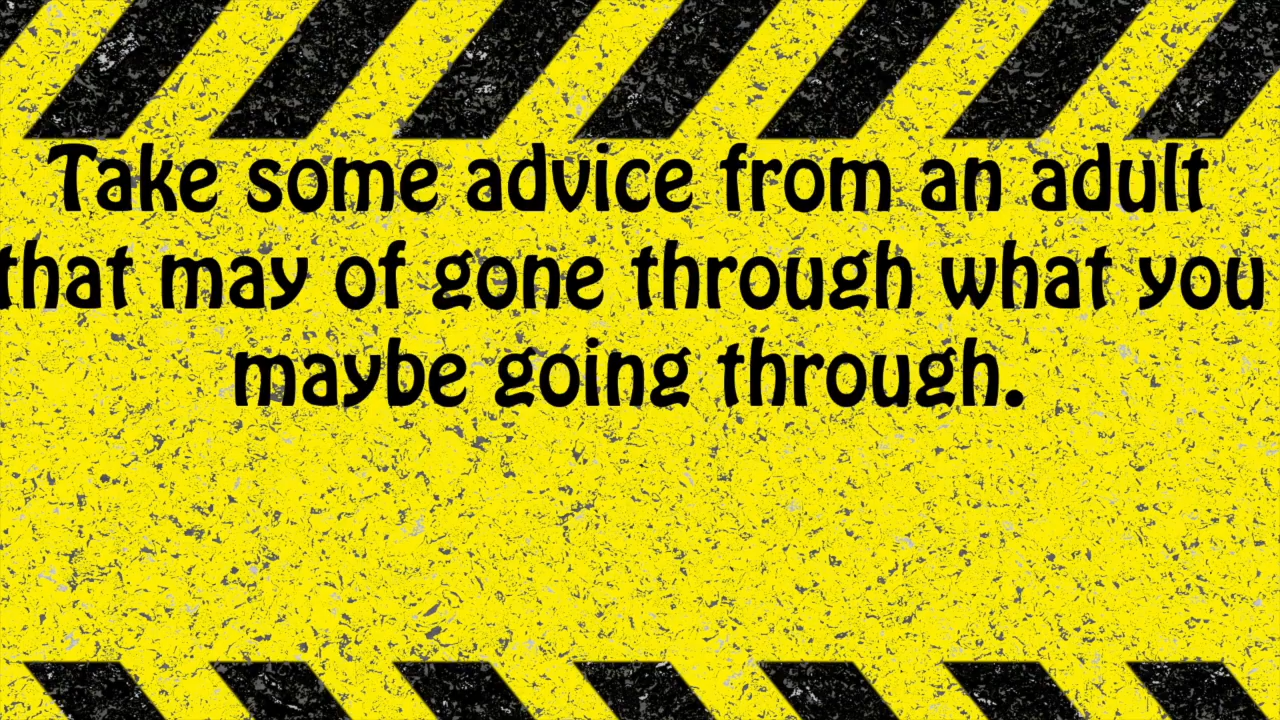 Take some advice from an adult
that may of gone through what you
maybe going through.